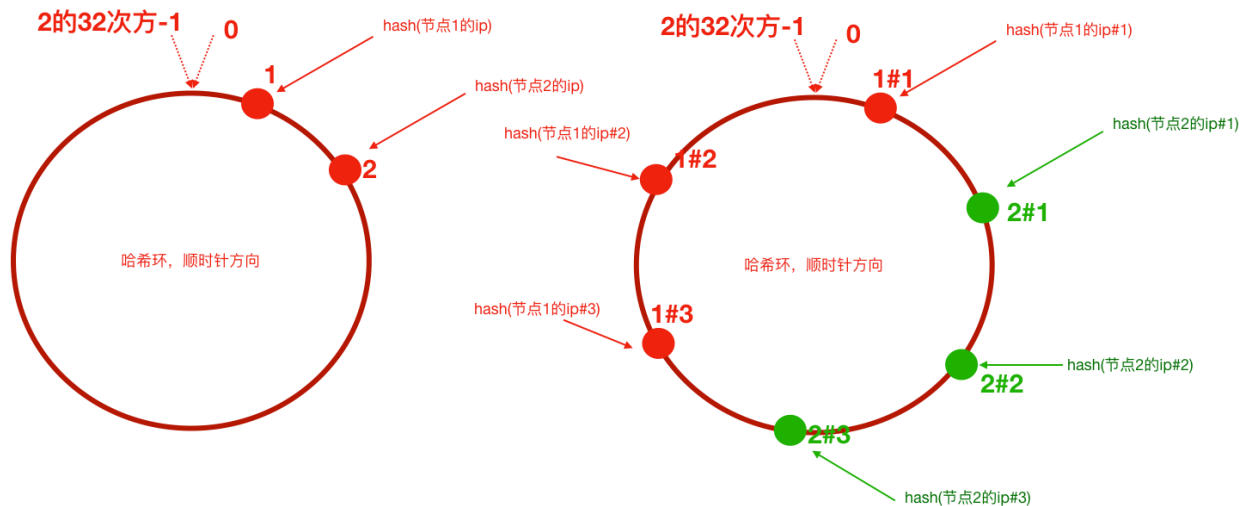 2的32次方-1
0
hash(节点1的ip)
1
hash(节点2的ip)
2
哈希环，顺时针方向
2的32次方-1
0
hash(节点1的ip#1)
1#1
hash(节点2的ip#1)
hash(节点1的ip#2)
1#2
2#1
哈希环，顺时针方向
hash(节点1的ip#3)
1#3
hash(节点2的ip#2)
2#2
2#3
hash(节点2的ip#3)